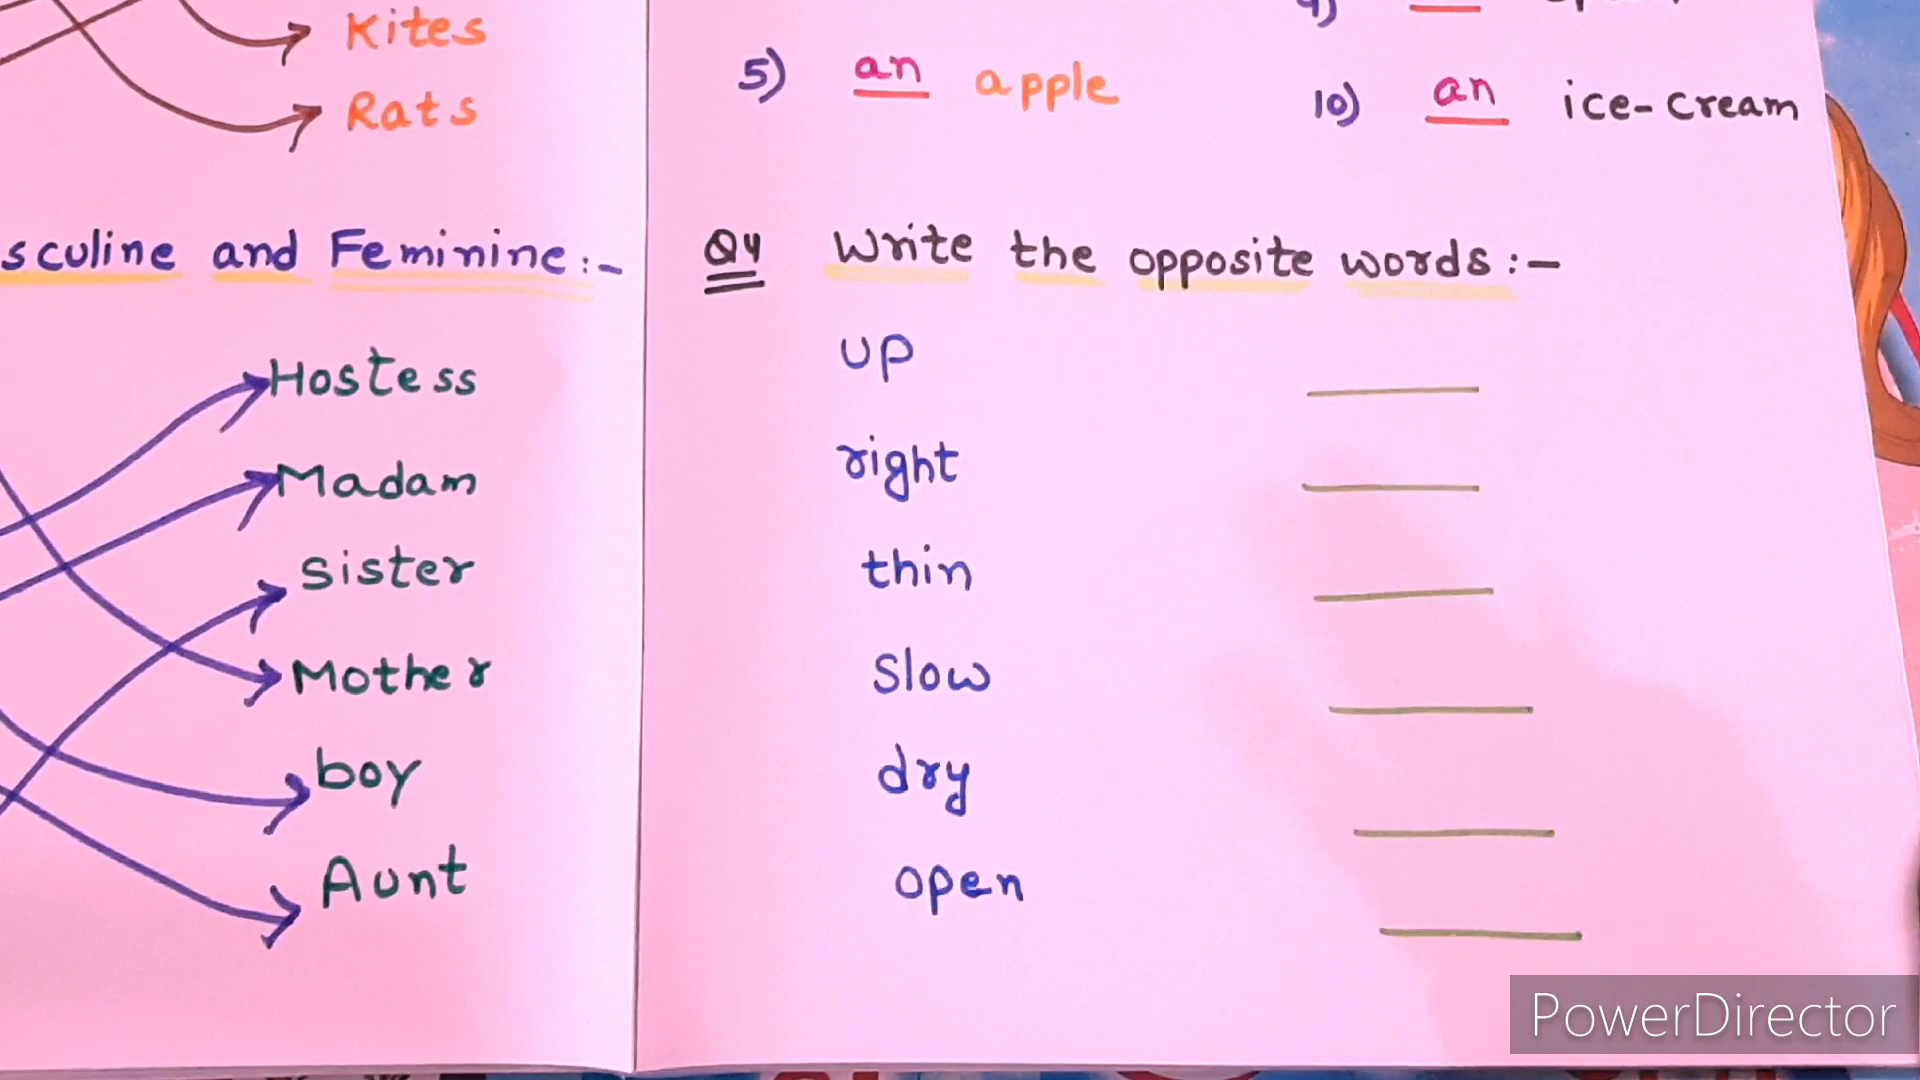 Kites
Rats
sculine and Feminine:-
Hostess
Madam
Sister
Mother
boy
Aunt
9)
5) an apple
10) an ice-cream
Q4 Write the opposite words:-
up
right
thin
slow
dry
open
PowerDirector